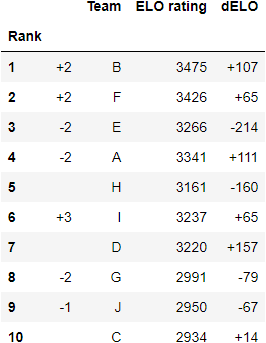 Team ELO rating dELO
Rank
1 +2 B 3475 +107
2 +2 F 3426 +65
3 -2 E 3266 -214
4 -2 A 3341 +111
5 H 3161 -160
6 +3 I 3237 +65
7 D 3220 +157
8 -2 G 2991 -79
9 -1 J 2950 -67
10 C 2934 +14